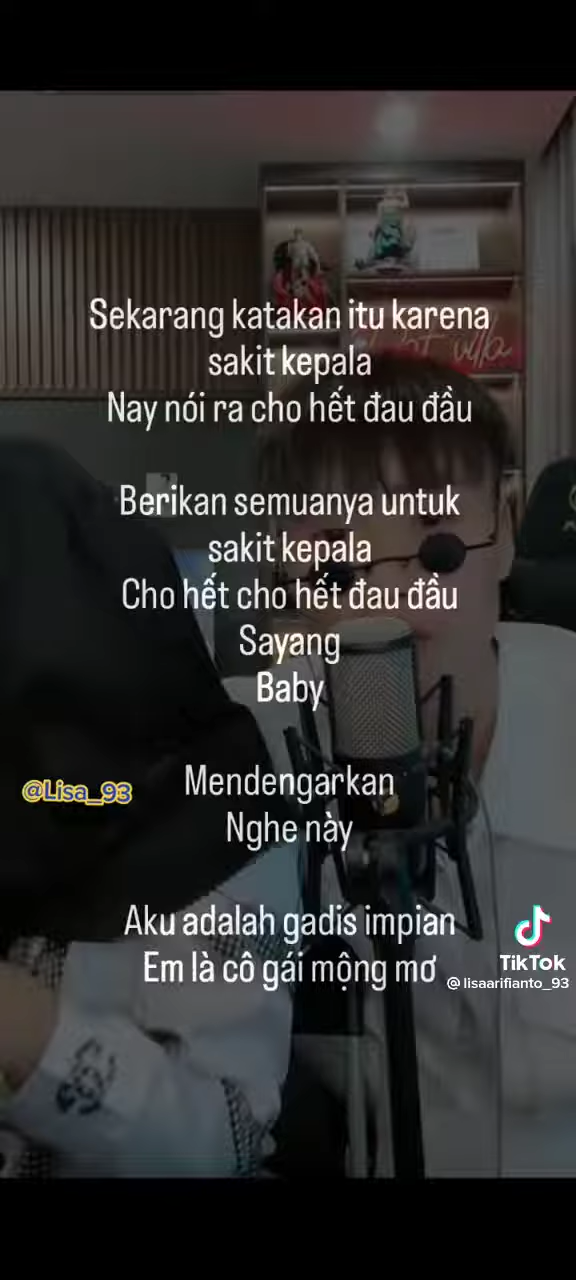 Sekarang katakan itu karena
sakit kepala
Nay nói ra cho hết đau đầu
Berikan semuanya untuk
sakit kepala
Cho hết cho hết đau đầu
Sayang
Baby
@Lisa_93
Mendengarkan
Nghe này
Aku adalah gadis impian
Em là cô gái mộng mơ
TikTok
@lisaarifianto_93